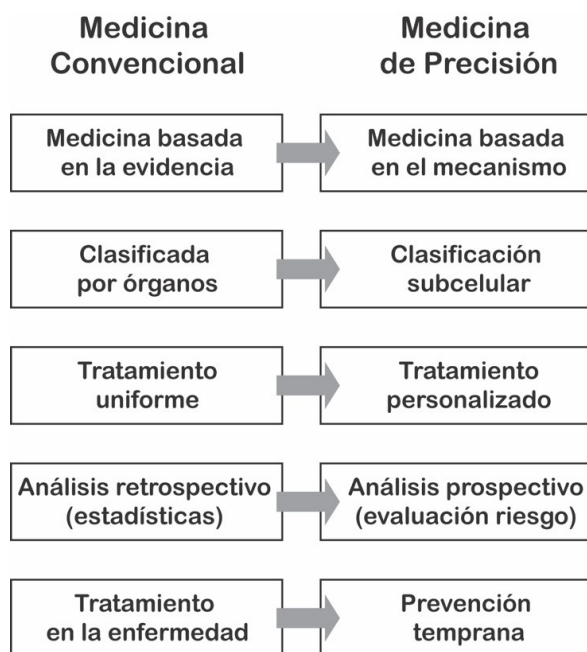 Medicina
Convencional
Medicina
de Precisión
Medicina basada
en la evidencia
Medicina basada
en el mecanismo
Clasificada
por órganos
Clasificación
subcelular
Tratamiento
uniforme
Tratamiento
personalizado
Análisis retrospectivo
(estadísticas)
Análisis prospectivo
(evaluación riesgo)
Tratamiento
en la enfermedad
Prevención
temprana